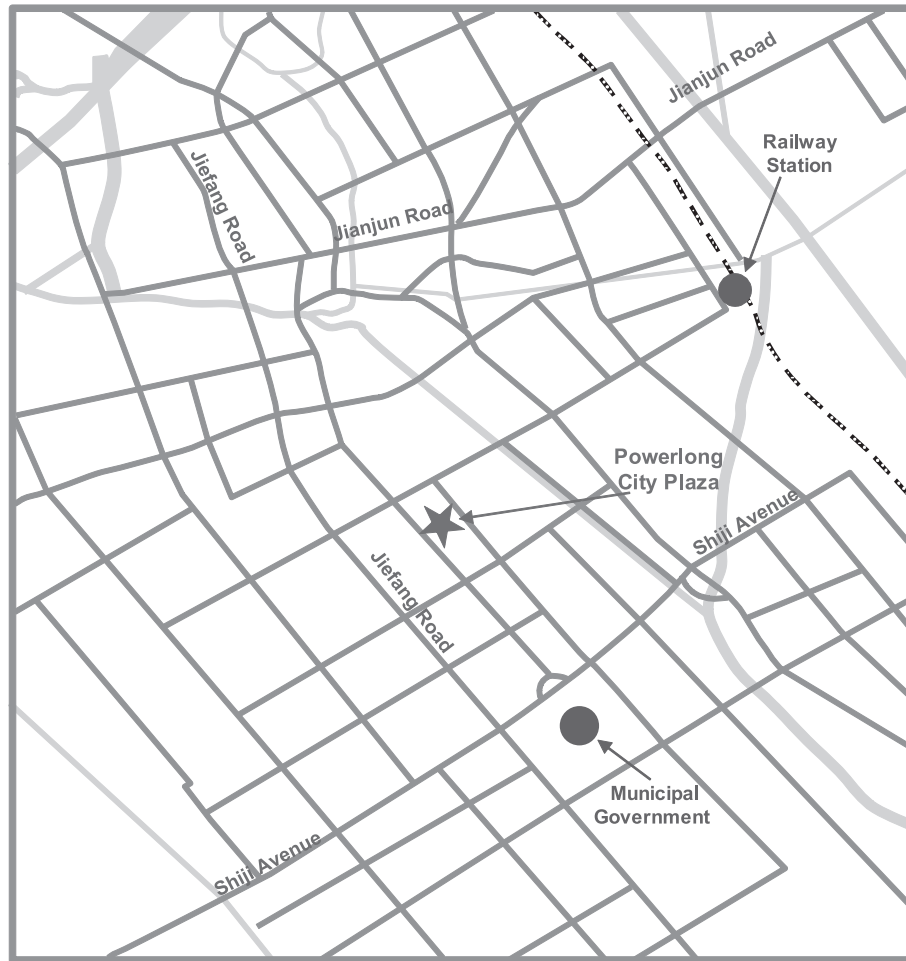 Jianjun Road
Railway
Station
Jiefang Road
Jianjun Road
Powerlong
City Plaza
Shiji Avenue
Jiefang Road
Municipal
Government
Shiji Avenue